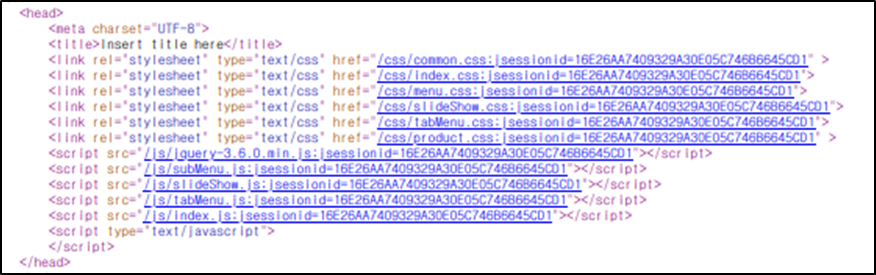 <head>
<meta charset="UTF-8">
<title>Insert title here</title>
<link rel="stylesheet" type="text/css" href="/css/common.css;jsessionid=16E26AA7409329A30E05C746B6645CD1" >
<link rel="stylesheet" type="text/css" href="/css/index.css;jsessionid=16E26AA7409329A30E05C746B6645CD1">
<link rel="stylesheet" type="text/css" href="/css/menu.css;jsessionid=16E26AA7409329A30E05C746B6645CD1">
<link rel="stylesheet" type="text/css" href="/css/slideShow.css;jsessionid=16E26AA7409329A30E05C746B6645CD1">
<link rel="stylesheet" type="text/css" href="/css/tabMenu.css;jsessionid=16E26AA7409329A30E05C746B6645CD1">
<link rel="stylesheet" type="text/css" href="/css/product.css;jsessionid=16E26AA7409329A30E05C746B6645CD1" >
<script src="/js/jquery-3.6.0.min.js;jsessionid=16E26AA7409329A30E05C746B6645CD1"></script>
<script src="/js/subMenu.js;jsessionid=16E26AA7409329A30E05C746B6645CD1"></script>
<script src="/js/slideShow.js;jsessionid=16E26AA7409329A30E05C746B6645CD1"></script>
<script src="/js/tabMenu.js;jsessionid=16E26AA7409329A30E05C746B6645CD1"></script>
<script src="/js/index.js;jsessionid=16E26AA7409329A30E05C746B6645CD1"></script>
<script type="text/javascript">
</script>
</head>